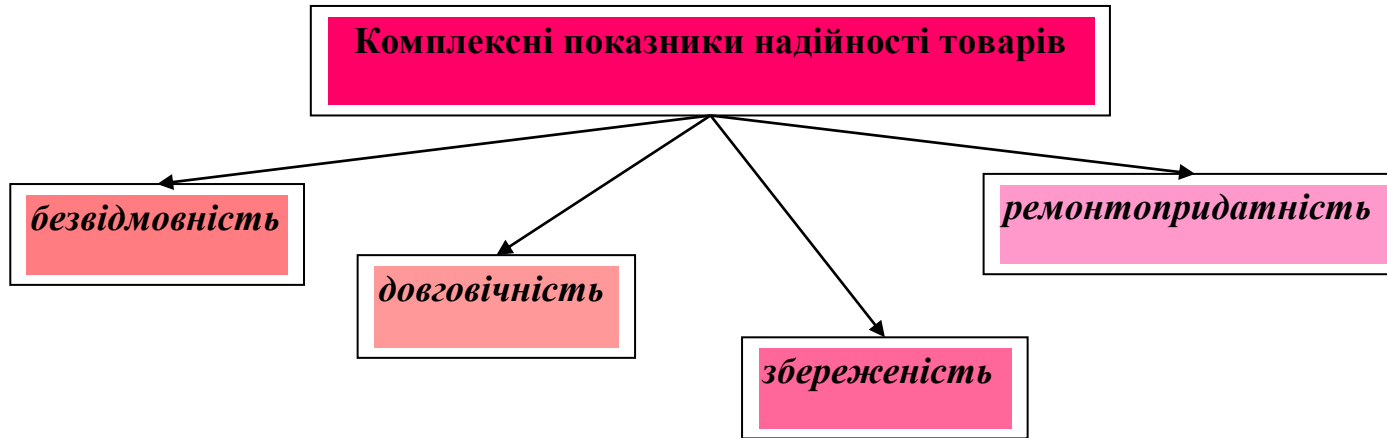 Комплексні показники надійності товарів
безвідмовність
ремонтопридатність
довговічність
збереженість